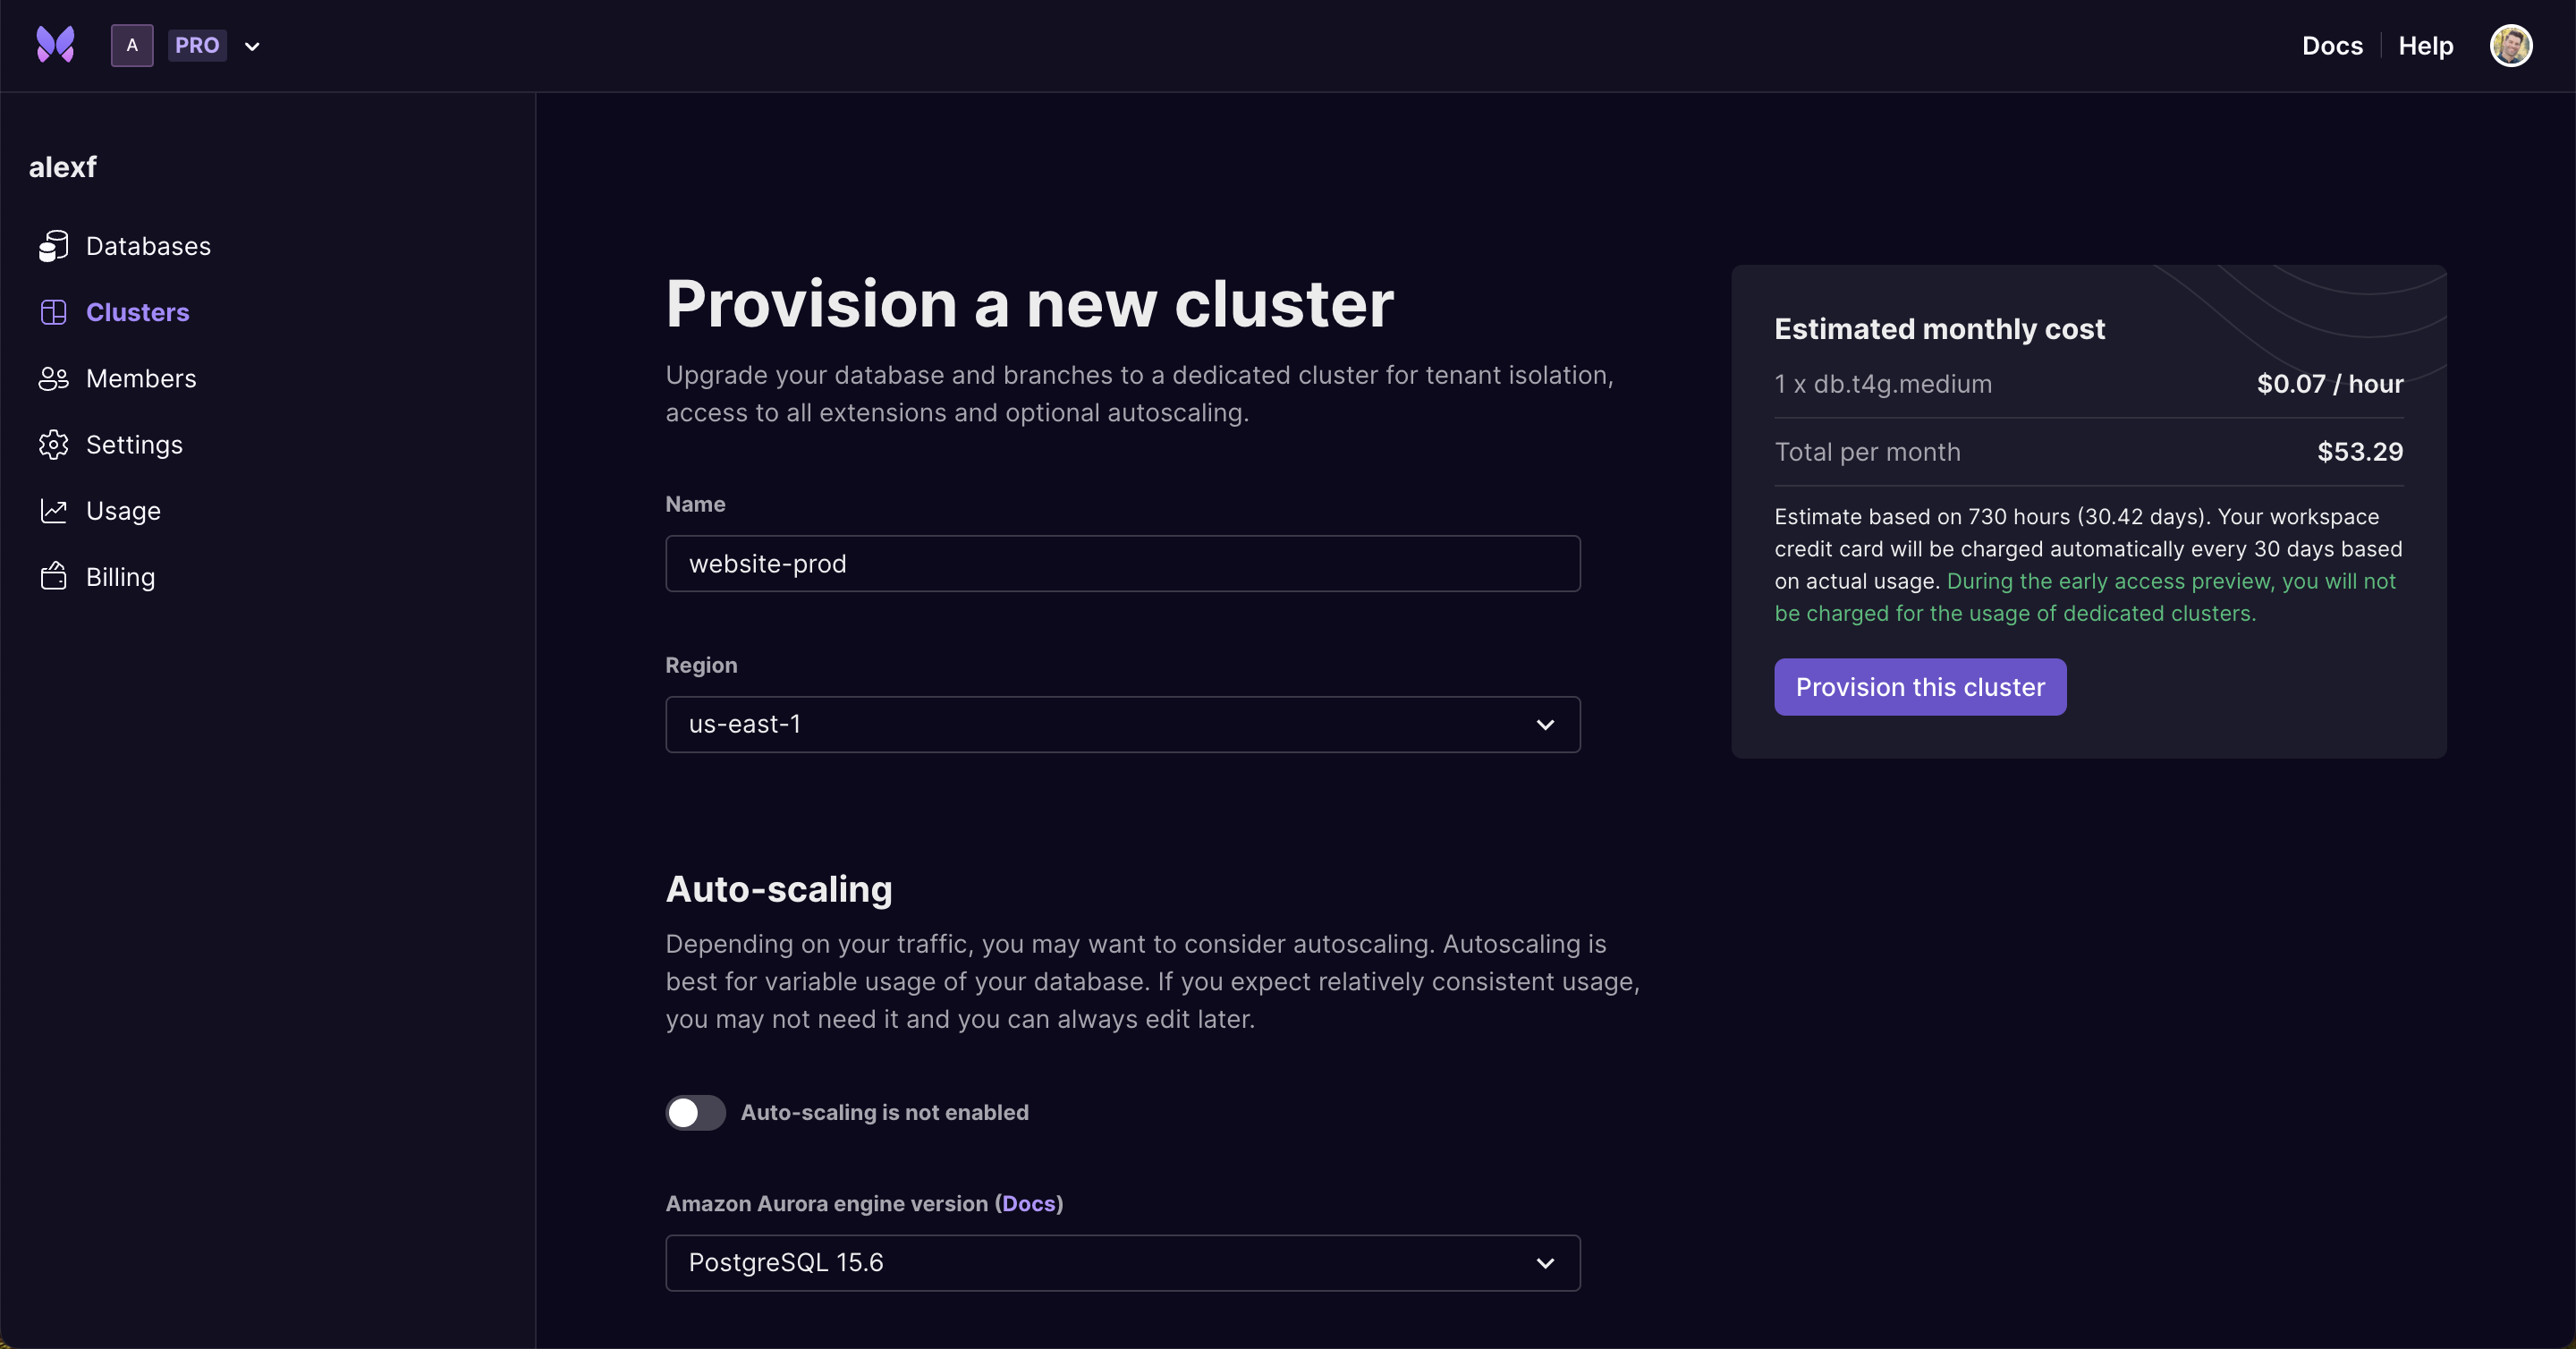 A PRO
Docs Help
alexf
Databases
Clusters
Members
Settings
Usage
Billing
Provision a new cluster
Upgrade your database and branches to a dedicated cluster for tenant isolation,
access to all extensions and optional autoscaling.
Name
website-prod
Region
us-east-1
Auto-scaling
Depending on your traffic, you may want to consider autoscaling. Autoscaling is
best for variable usage of your database. If you expect relatively consistent usage,
you may not need it and you can always edit later.
Auto-scaling is not enabled
Amazon Aurora engine version (Docs)
PostgreSQL 15.6
Estimated monthly cost
1 x db.t4g.medium $0.07 / hour
Total per month $53.29
Estimate based on 730 hours (30.42 days). Your workspace
credit card will be charged automatically every 30 days based
on actual usage. During the early access preview, you will not
be charged for the usage of dedicated clusters.
Provision this cluster